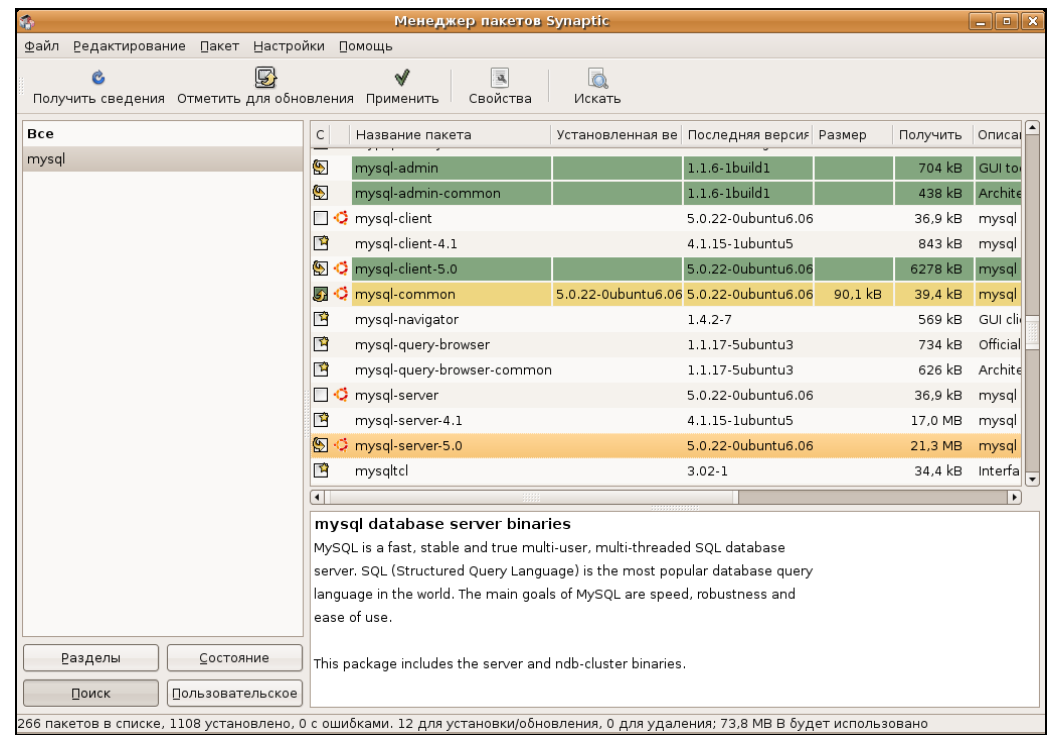 Менеджер пакетов Synaptic
Файл Редактирование Пакет Настройки Помощь
Получить сведения Отметить для обновления Применить Свойства Искать
Все
mysql
С Название пакета Установленная ве Последняя версия Размер Получить Описан
mysql-admin 1.1.6-1build1 704 kB GUI too
mysql-admin-common 1.1.6-1build1 438 kB Archite
mysql-client 5.0.22-0ubuntu6.06 36,9 kB mysql
mysql-client-4.1 4.1.15-1ubuntu5 843 kB mysql
mysql-client-5.0 5.0.22-0ubuntu6.06 6278 kB mysql
mysql-common 5.0.22-0ubuntu6.06 5.0.22-0ubuntu6.06 90,1 kB 39,4 kB mysql
mysql-navigator 1.4.2-7 569 kB GUI clie
mysql-query-browser 1.1.17-5ubuntu3 734 kB Official
mysql-query-browser-common 1.1.17-5ubuntu3 626 kB Archite
mysql-server 5.0.22-0ubuntu6.06 36,9 kB mysql
mysql-server-4.1 4.1.15-1ubuntu5 17,0 MB mysql
mysql-server-5.0 5.0.22-0ubuntu6.06 21,3 MB mysql
mysqltcl 3.02-1 34,4 kB Interfa
mysql database server binaries
MySQL is a fast, stable and true multi-user, multi-threaded SQL database
server. SQL (Structured Query Language) is the most popular database query
language in the world. The main goals of MySQL are speed, robustness and
ease of use.
This package includes the server and ndb-cluster binaries.
Разделы Состояние
Поиск Пользовательское
266 пакетов в списке, 1108 установлено, 0 с ошибками. 12 для установки/обновления, 0 для удаления; 73,8 MB В будет использовано